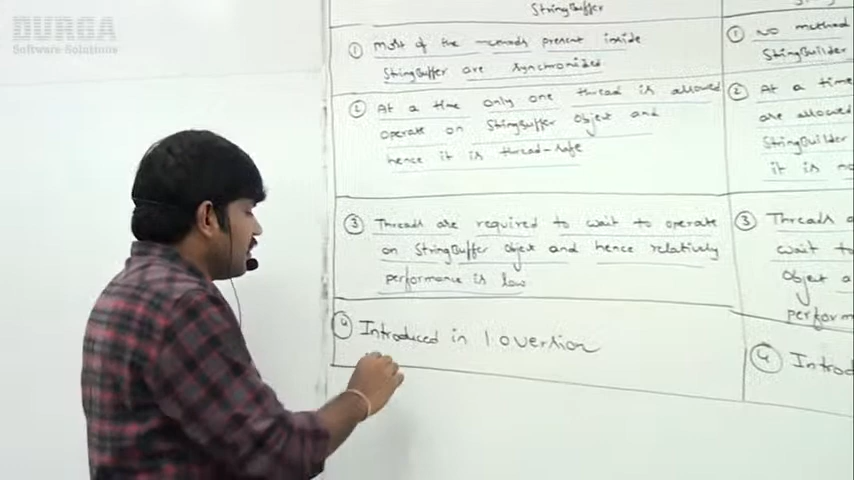 DURGA
Software Solutions
StringBuffer
① Most of the methods present inside
StringBuffer are synchronized
② At a time only one thread is allowed
operate on StringBuffer object and
hence it is thread-safe
③ Threads are required to wait to operate
on StringBuffer Object and hence relatively
performance is low
④ Introduced in 1.0 version
① No method
StringBuilder
② At a time
are allowed
StringBuilder
it is
③ Threads
wait to
Object
perform
④